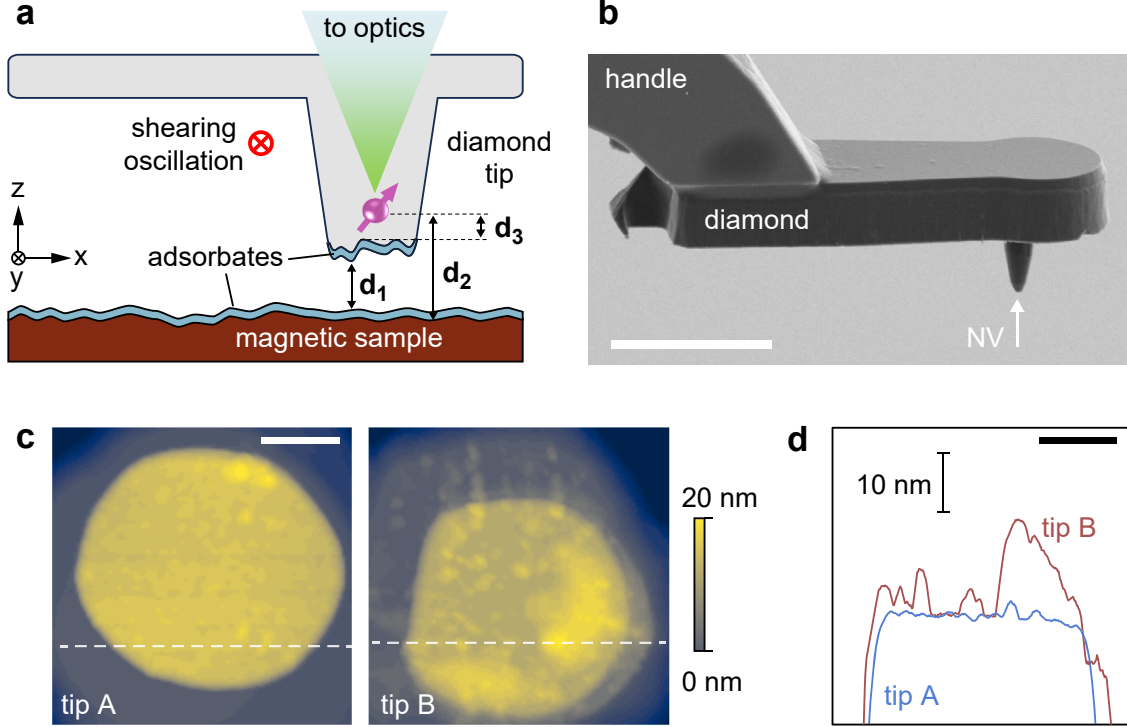 a
to optics
shearing
oscillation
diamond
tip
z
x
y
adsorbates
d1
d2
d3
magnetic sample
b
handle
diamond
NV
c
tip A
tip B
20 nm
0 nm
d
10 nm
tip B
tip A